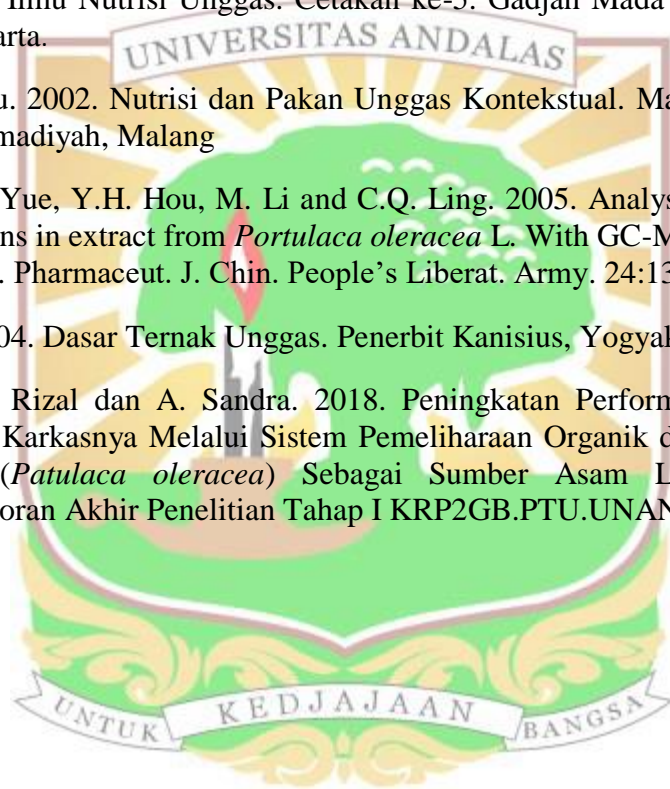 Ilmu Nutrisi Unggas. Cetakan ke-5. Gadjah Mada
arta.
UNIVERSITAS ANDALAS
u. 2002. Nutrisi dan Pakan Unggas Kontekstual. Ma
madiyah, Malang
Yue, Y.H. Hou, M. Li and C.Q. Ling. 2005. Analys
ns in extract from Portulaca oleracea L. With GC-M
. Pharmaceut. J. Chin. People’s Liberat. Army. 24:13
04. Dasar Ternak Unggas. Penerbit Kanisius, Yogyak
Rizal dan A. Sandra. 2018. Peningkatan Perform
Karkasnya Melalui Sistem Pemeliharaan Organik d
(Patulaca oleracea) Sebagai Sumber Asam L
oran Akhir Penelitian Tahap I KRP2GB.PTU.UNAN
UNTUK KEDJAJAAN BANGSA